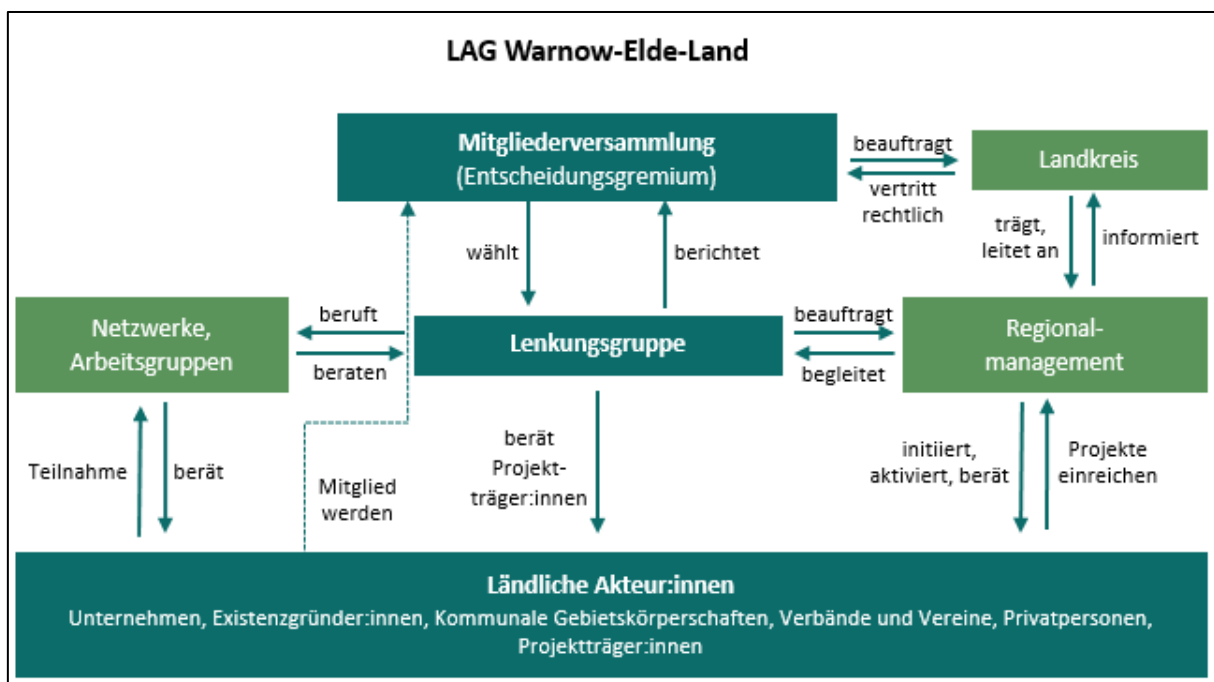 LAG Warnow-Elde-Land
Mitgliederversammlung
(Entscheidungsgremium)
beauftragt
vertritt
rechtlich
Landkreis
wählt
berichtet
trägt,
leitet an
informiert
Netzwerke,
Arbeitsgruppen
beruft
beraten
Lenkungsgruppe
beauftragt
begleitet
Regional-
management
Teilnahme
berät
Mitglied
werden
berät
Projekt-
träger:innen
initiiert,
aktiviert, berät
Projekte
einreichen
Ländliche Akteur:innen
Unternehmen, Existenzgründer:innen, Kommunale Gebietskörperschaften, Verbände und Vereine, Privatpersonen,
Projektträger:innen